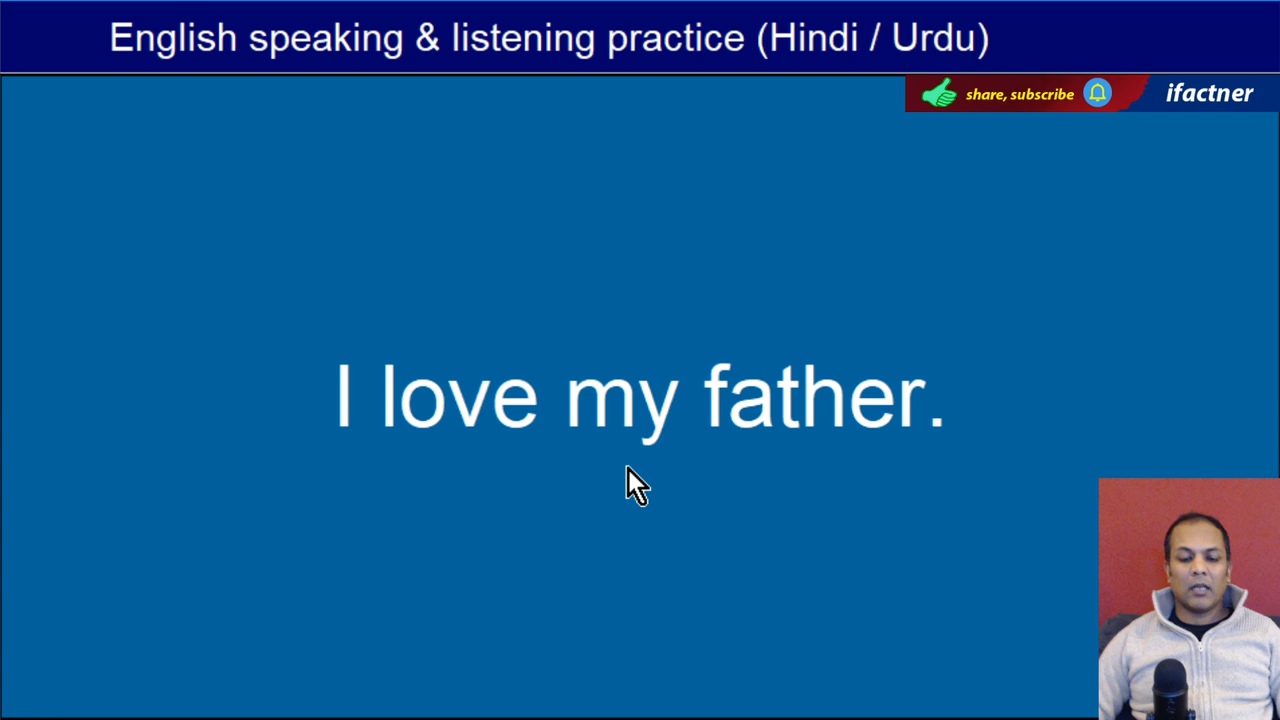 English speaking & listening practice (Hindi / Urdu)
share, subscribe
ifactner
I love my father.